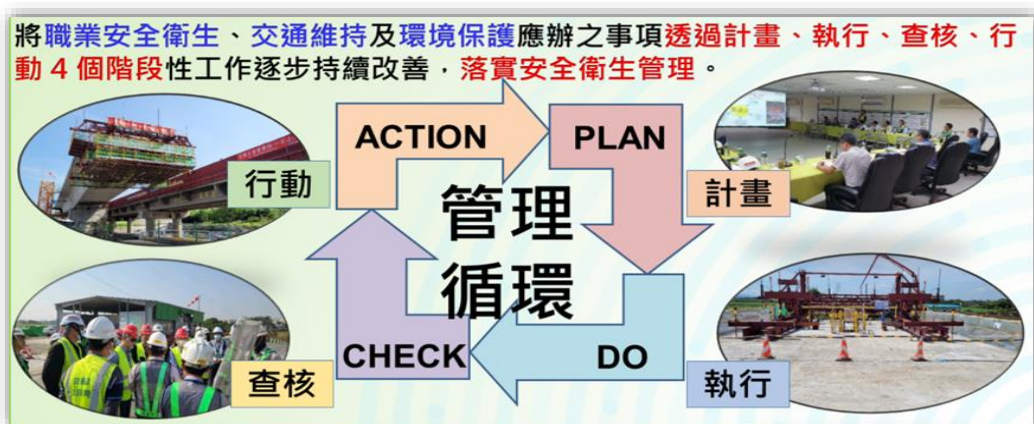 將職業安全衛生、交通維持及環境保護應辦之事項透過計畫、執行、查核、行
動4個階段性工作逐步持續改善，落實安全衛生管理。
ACTION
PLAN
行動
計畫
管理
循環
CHECK
DO
查核
執行